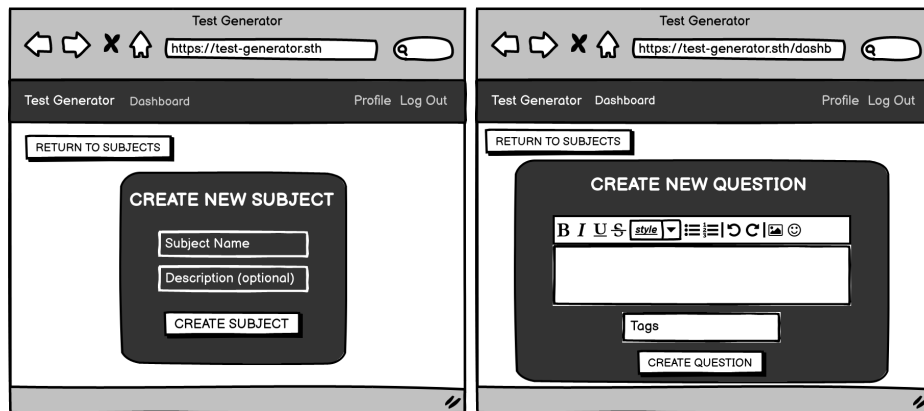 Test Generator
https://test-generator.sth
Test Generator Dashboard Profile Log Out
RETURN TO SUBJECTS
CREATE NEW SUBJECT
Subject Name
Description (optional)
CREATE SUBJECT
Test Generator
https://test-generator.sth/dashb
Test Generator Dashboard Profile Log Out
RETURN TO SUBJECTS
CREATE NEW QUESTION
B I U S style
Tags
CREATE QUESTION